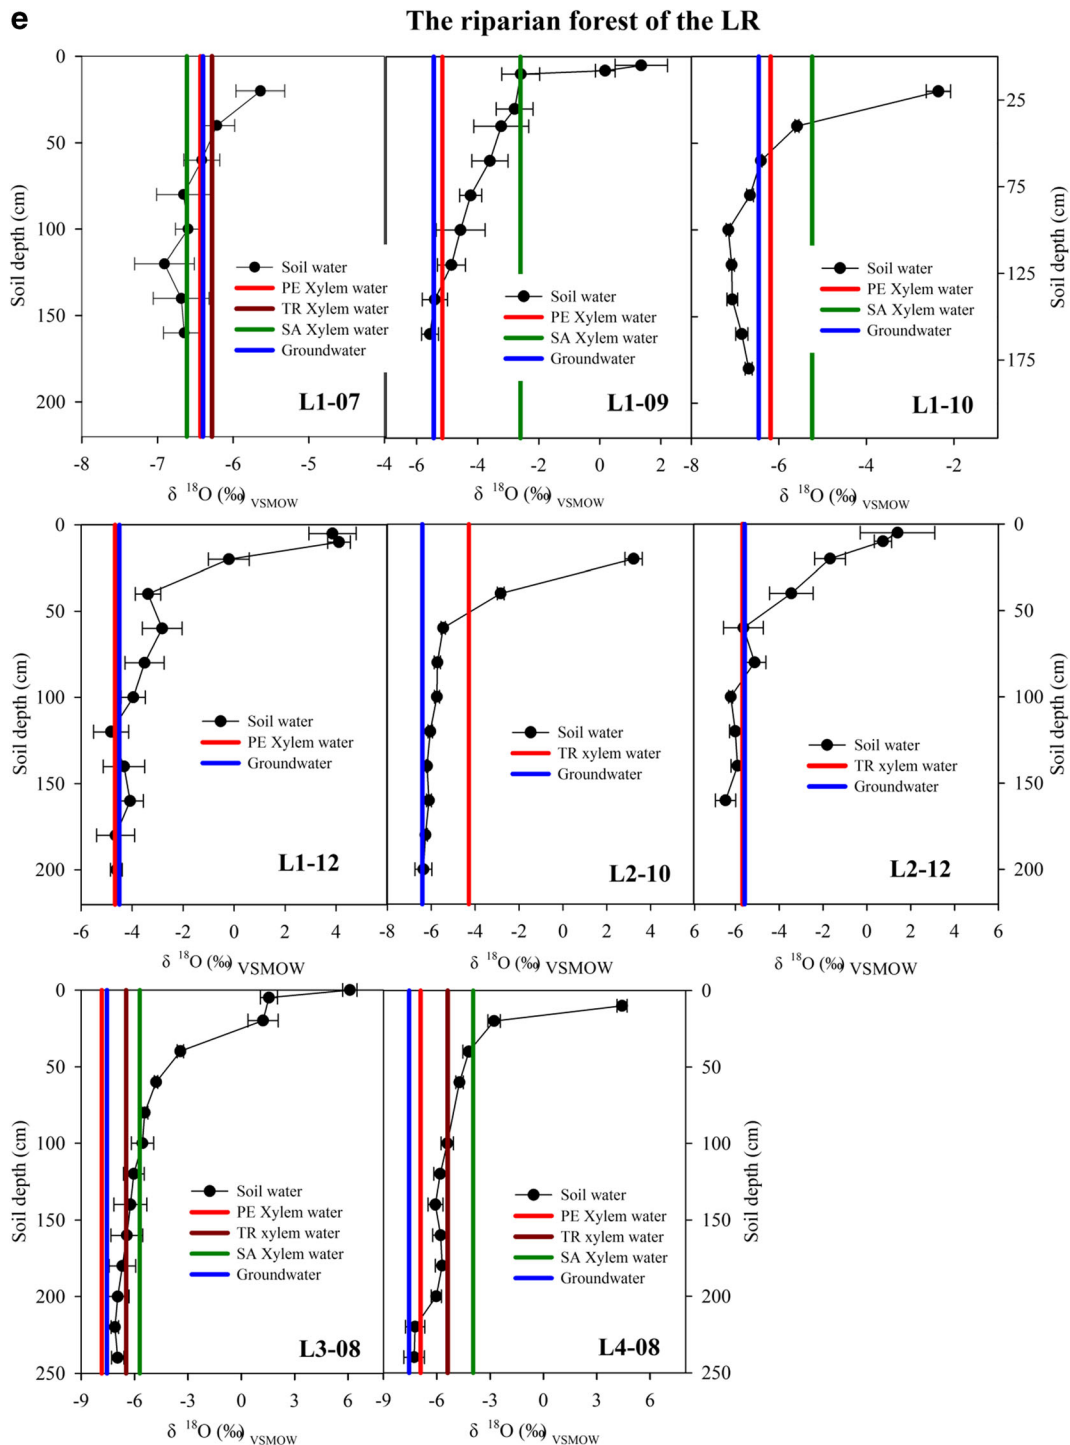 e
The riparian forest of the LR
0
50
100
150
200
Soil depth (cm)
Soil water
PE Xylem water
TR Xylem water
SA Xylem water
Groundwater
L1-07
-8 -7 -6 -5 -4
δ 18O (‰) VSMOW
Soil water
PE Xylem water
SA Xylem water
Groundwater
L1-09
-6 -4 -2 0 2
δ 18O (‰) VSMOW
25
75
125
175
Soil depth (cm)
Soil water
PE Xylem water
SA Xylem water
Groundwater
L1-10
-8 -6 -4 -2
δ 18O (‰) VSMOW
0
50
100
150
200
Soil depth (cm)
Soil water
PE Xylem water
Groundwater
L1-12
-6 -4 -2 0 2 4
δ 18O (‰) VSMOW
Soil water
TR xylem water
Groundwater
L2-10
-8 -6 -4 -2 0 2 4 6
δ 18O (‰) VSMOW
0
50
100
150
200
Soil depth (cm)
Soil water
TR xylem water
Groundwater
L2-12
-6 -4 -2 0 2 4 6
δ 18O (‰) VSMOW
0
50
100
150
200
250
Soil depth (cm)
Soil water
PE Xylem water
TR xylem water
SA Xylem water
Groundwater
L3-08
-9 -6 -3 0 3 6
δ 18O (‰) VSMOW
0
50
100
150
200
250
Soil depth (cm)
Soil water
PE Xylem water
TR xylem water
SA Xylem water
Groundwater
L4-08
-9 -6 -3 0 3 6
δ 18O (‰) VSMOW